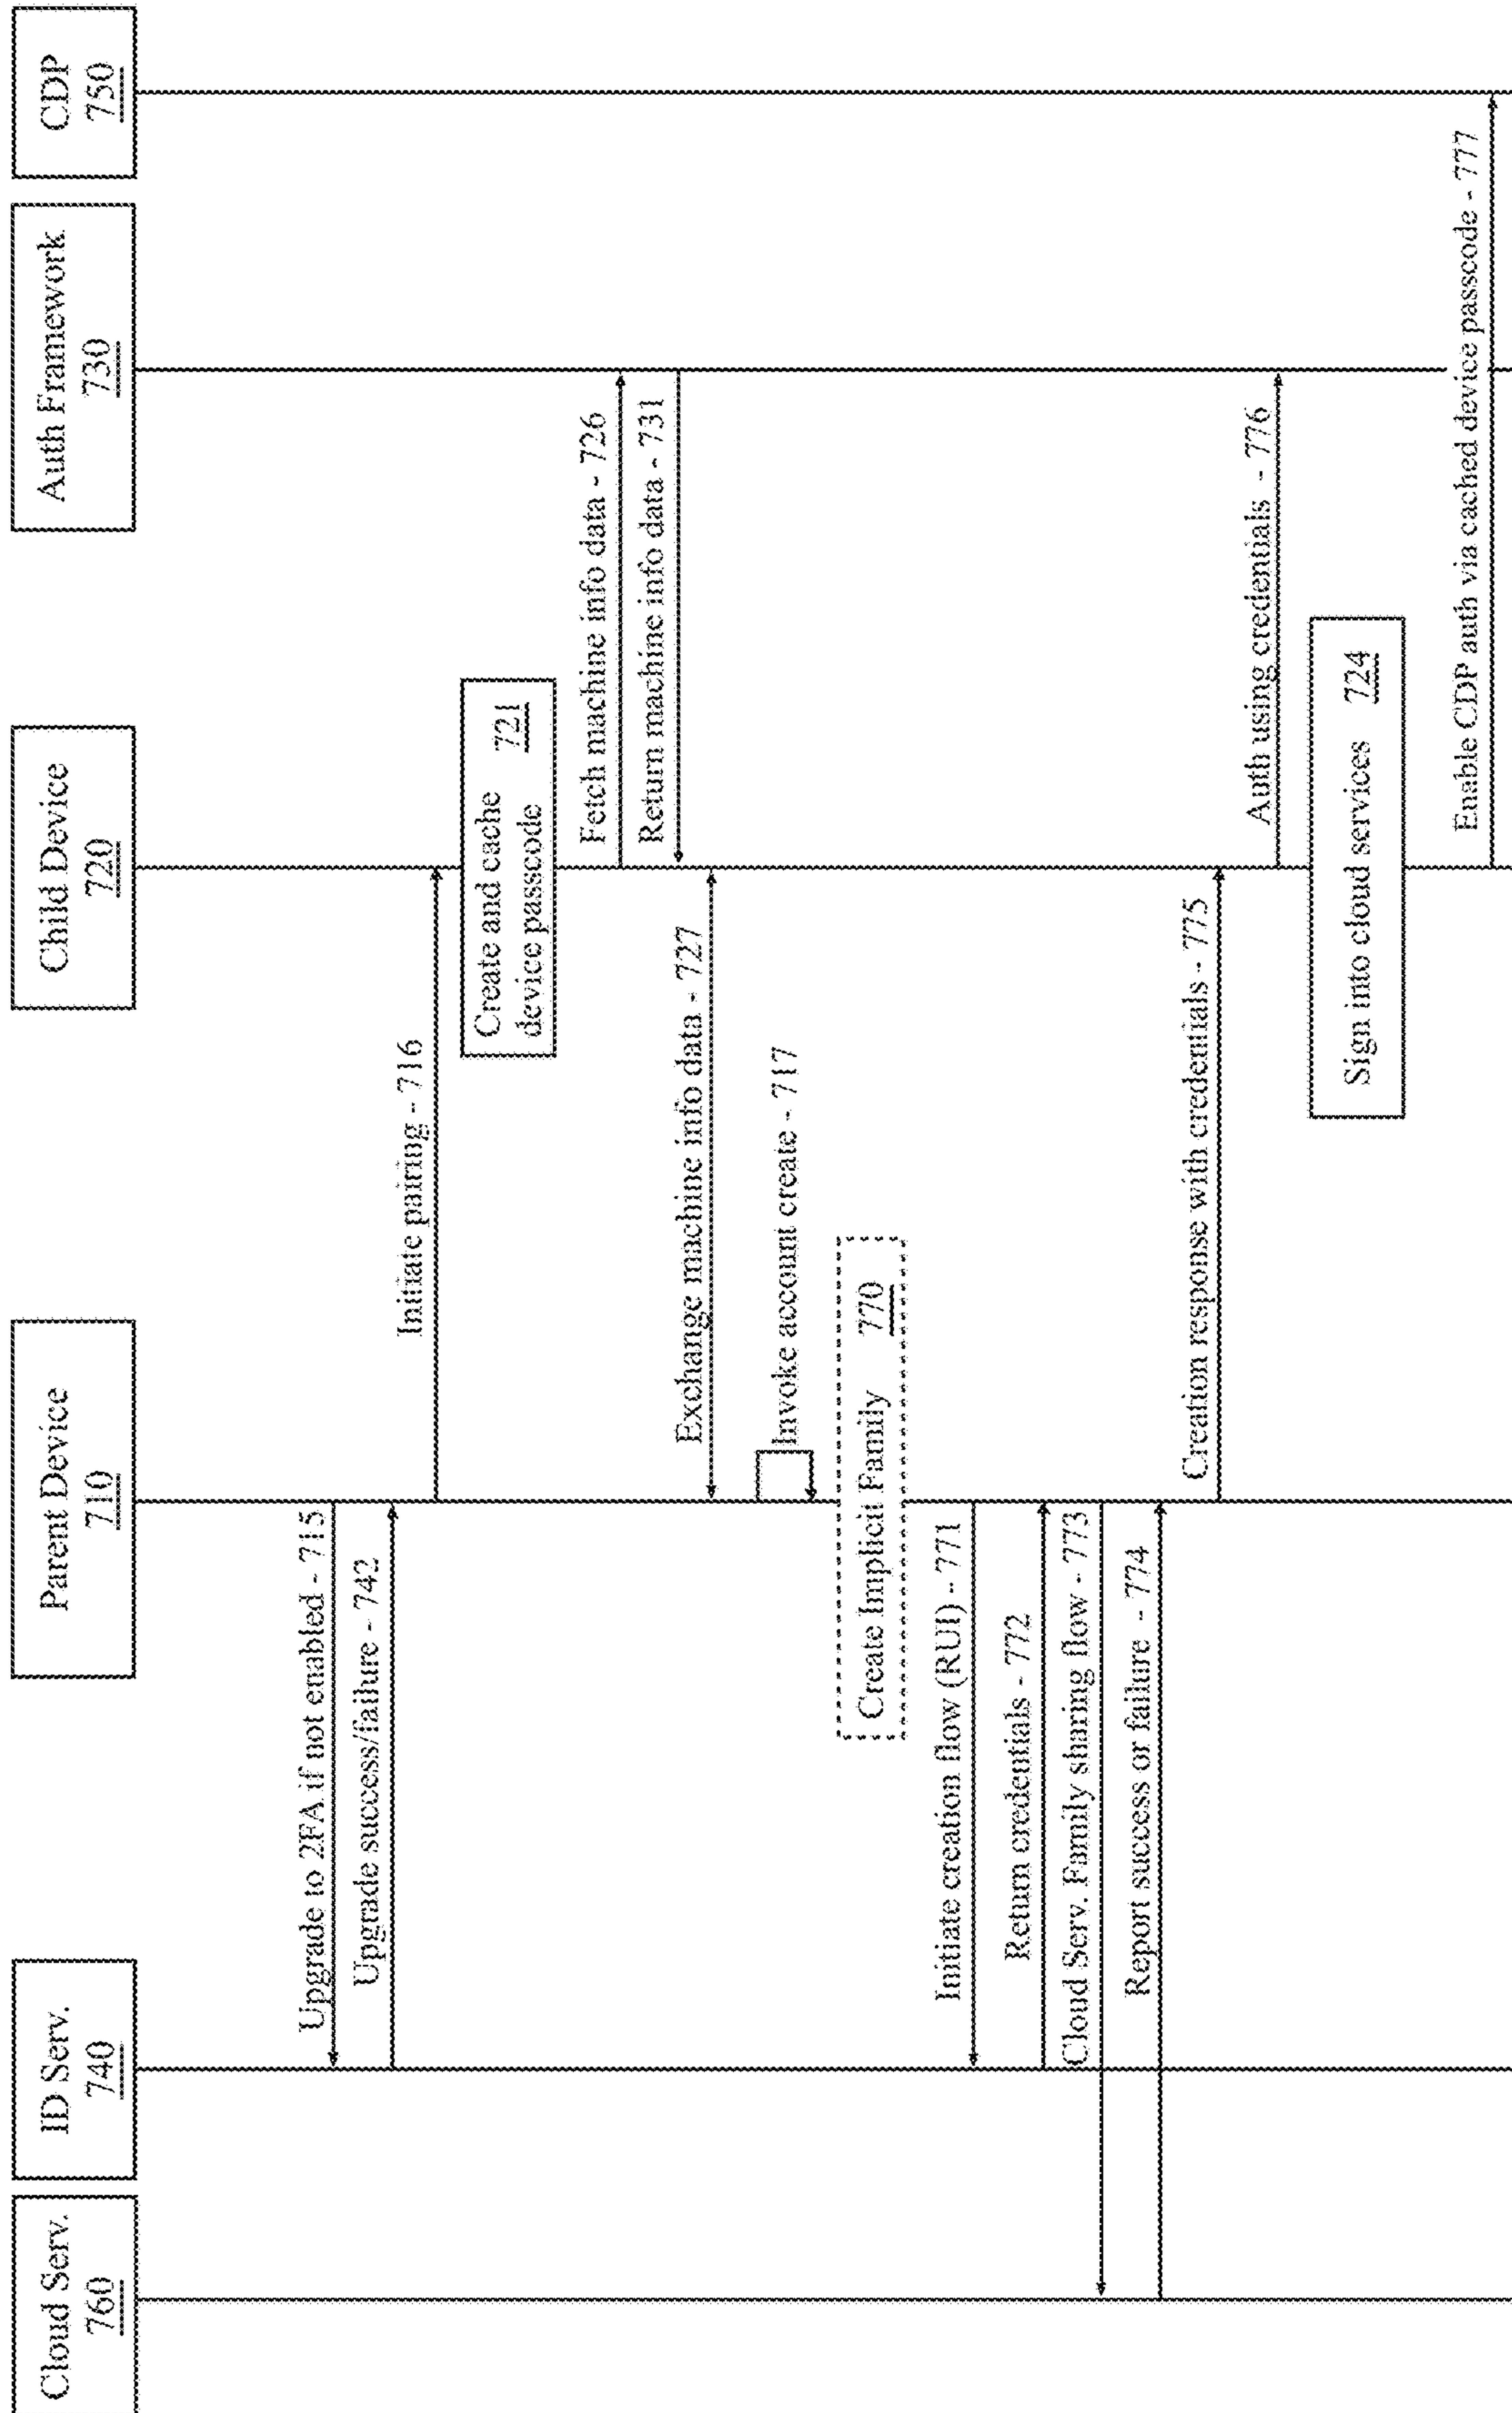 Cloud Serv.
760
ID Serv.
740
Parent Device
710
Child Device
720
Auth Framework
730
CDP
750
Upgrade to 2FA if not enabled - 715
Upgrade success/failure - 742
Initiate pairing - 716
Create and cache
device passcode 721
Fetch machine info data - 726
Return machine info data - 731
Exchange machine info data - 727
Invoke account create - 717
Create Implicit Family 770
Initiate creation flow (RUI) - 771
Return credentials - 772
Cloud Serv. Family sharing flow - 773
Report success or failure - 774
Creation response with credentials - 775
Auth using credentials - 776
Sign into cloud services 724
Enable CDP auth via cached device passcode - 777